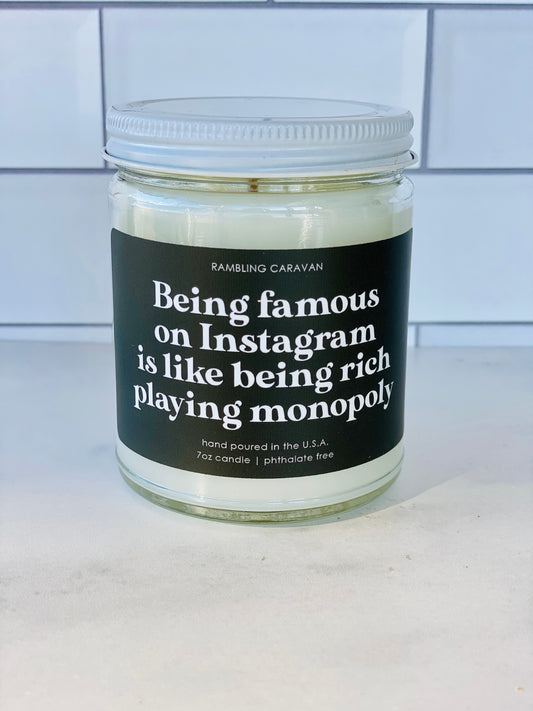 RAMBLING CARAVAN
Being famous
on Instagram
is like being rich
playing monopoly
hand poured in the U.S.A.
7oz candle | phthalate free